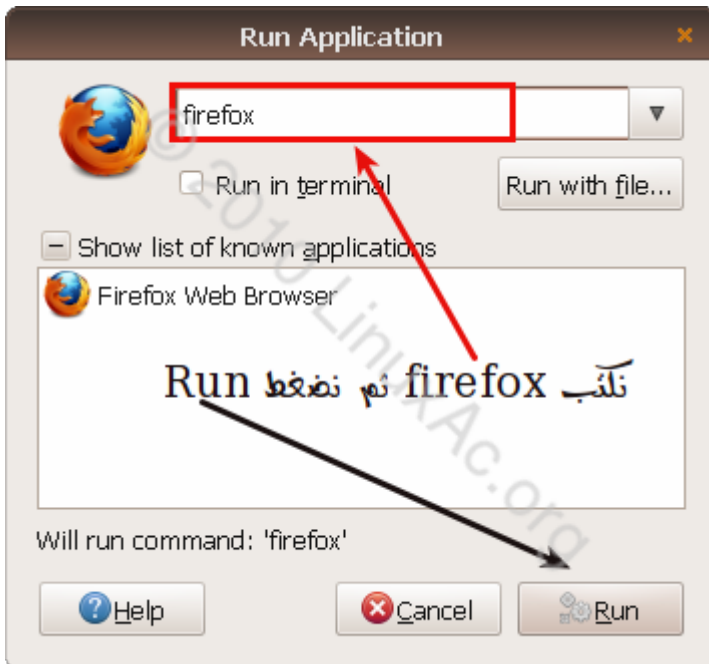 Run Application
firefox
Run in terminal
Run with file...
Show list of known applications
Firefox Web Browser
نكتب firefox ثم نضغط Run
Will run command: 'firefox'
Help
Cancel
Run
© 2010 LinuxAc.org